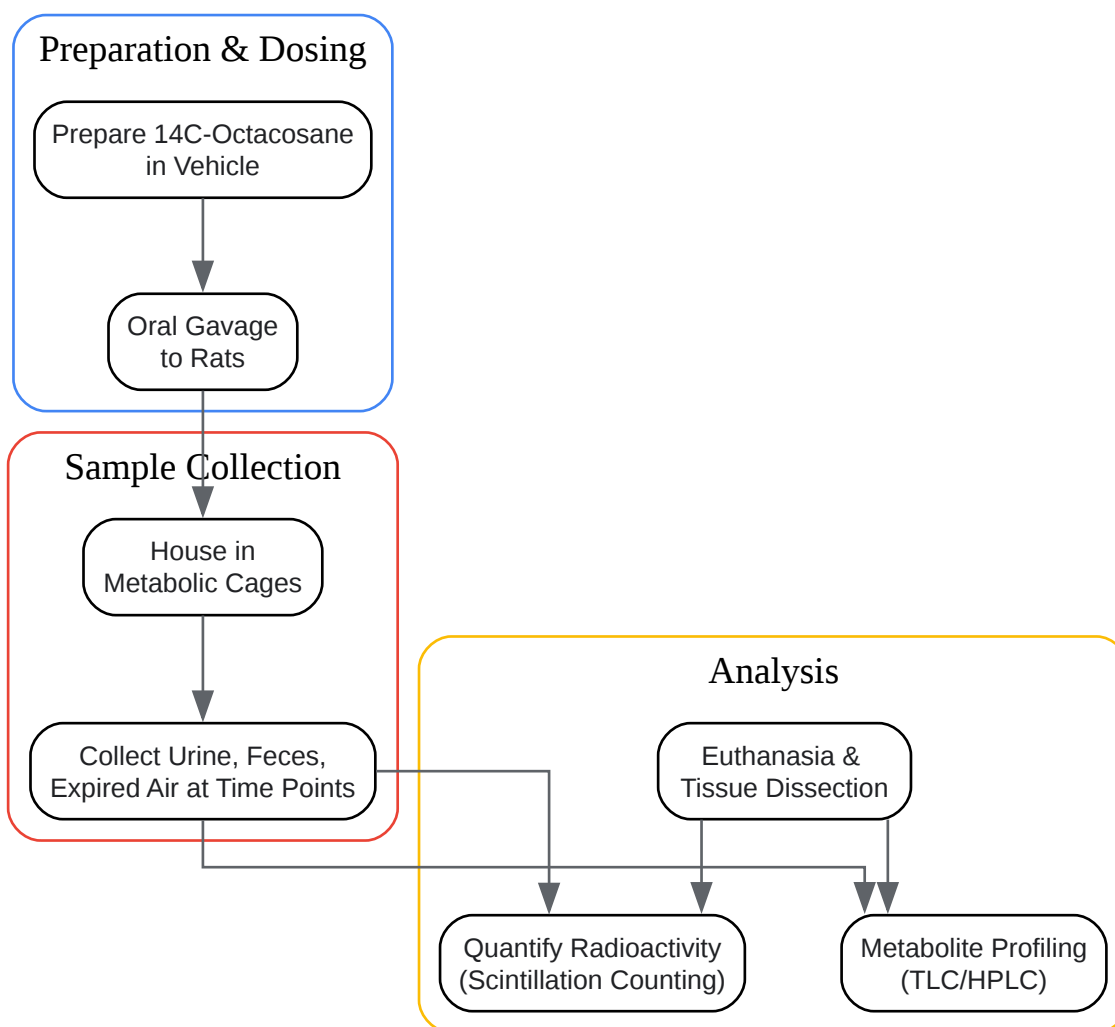 Preparation & Dosing
Prepare 14C-Octacosane
in Vehicle
Oral Gavage
to Rats
Sample Collection
House in
Metabolic Cages
Collect Urine, Feces,
Expired Air at Time Points
Analysis
Euthanasia &
Tissue Dissection
Quantify Radioactivity
(Scintillation Counting)
Metabolite Profiling
(TLC/HPLC)